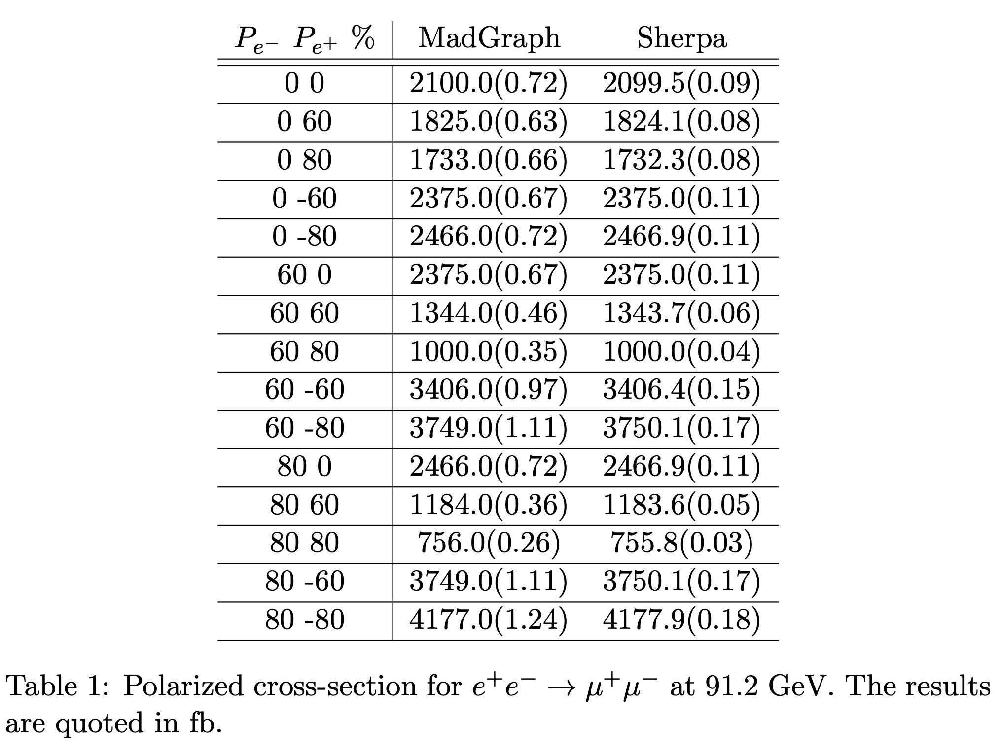 P_{e^-} P_{e^+} % MadGraph Sherpa
0 0 2100.0(0.72) 2099.5(0.09)
0 60 1825.0(0.63) 1824.1(0.08)
0 80 1733.0(0.66) 1732.3(0.08)
0 -60 2375.0(0.67) 2375.0(0.11)
0 -80 2466.0(0.72) 2466.9(0.11)
60 0 2375.0(0.67) 2375.0(0.11)
60 60 1344.0(0.46) 1343.7(0.06)
60 80 1000.0(0.35) 1000.0(0.04)
60 -60 3406.0(0.97) 3406.4(0.15)
60 -80 3749.0(1.11) 3750.1(0.17)
80 0 2466.0(0.72) 2466.9(0.11)
80 60 1184.0(0.36) 1183.6(0.05)
80 80 756.0(0.26) 755.8(0.03)
80 -60 3749.0(1.11) 3750.1(0.17)
80 -80 4177.0(1.24) 4177.9(0.18)
Table 1: Polarized cross-section for e⁺e⁻ → μ⁺μ⁻ at 91.2 GeV. The results
are quoted in fb.